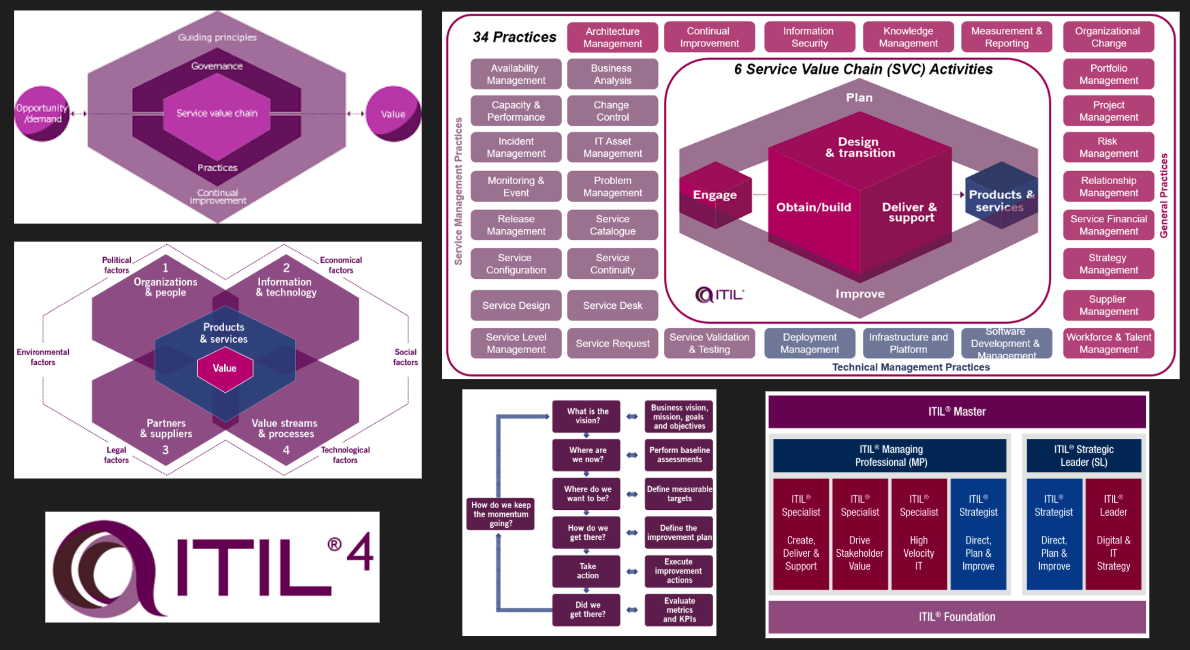 Guiding principles
Governance
Opportunity
/demand
Service value chain
Value
Practices
Continual
improvement
Political
factors
1
Organizations
& people
2
Information
& technology
Economical
factors
Products
& services
Environmental
factors
Value
Social
factors
Partners
& suppliers
3
Value streams
& processes
4
Legal
factors
Technological
factors
ITIL®4
34 Practices
Architecture
Management
Continual
Improvement
Information
Security
Knowledge
Management
Measurement &
Reporting
Organizational
Change
Availability
Management
Business
Analysis
Capacity &
Performance
Change
Control
Incident
Management
IT Asset
Management
Monitoring &
Event
Problem
Management
Release
Management
Service
Catalogue
Service
Configuration
Service
Continuity
Service Design
Service Desk
Service Level
Management
Service Request
Service Validation
& Testing
Deployment
Management
Infrastructure and
Platform
Software
Development &
Management
Workforce & Talent
Management
Service Management Practices
6 Service Value Chain (SVC) Activities
Plan
Design
& transition
Engage
Obtain/build
Deliver &
support
Products &
services
Improve
ITIL®
Portfolio
Management
Project
Management
Risk
Management
Relationship
Management
Service Financial
Management
Strategy
Management
Supplier
Management
General Practices
Technical Management Practices
What is the
vision?
Business vision,
mission, goals
and objectives
Where are
we now?
Perform baseline
assessments
Where do we
want to be?
Define measurable
targets
How do we keep
the momentum
going?
How do we
get there?
Define the
improvement plan
Take
action
Execute
improvement
actions
Did we
get there?
Evaluate
metrics
and KPIs
ITIL® Master
ITIL® Managing
Professional (MP)
ITIL® Strategic
Leader (SL)
ITIL®
Specialist
Create,
Deliver &
Support
ITIL®
Specialist
Drive
Stakeholder
Value
ITIL®
Specialist
High
Velocity
IT
ITIL®
Strategist
Direct,
Plan &
Improve
ITIL®
Strategist
Direct,
Plan &
Improve
ITIL®
Leader
Digital &
IT
Strategy
ITIL® Foundation